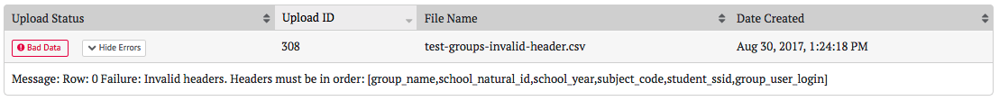 Upload Status Upload ID File Name Date Created
Bad Data Hide Errors 308 test-groups-invalid-header.csv Aug 30, 2017, 1:24:18 PM
Message: Row: 0 Failure: Invalid headers. Headers must be in order: [group_name,school_natural_id,school_year,subject_code,student_ssid,group_user_login]